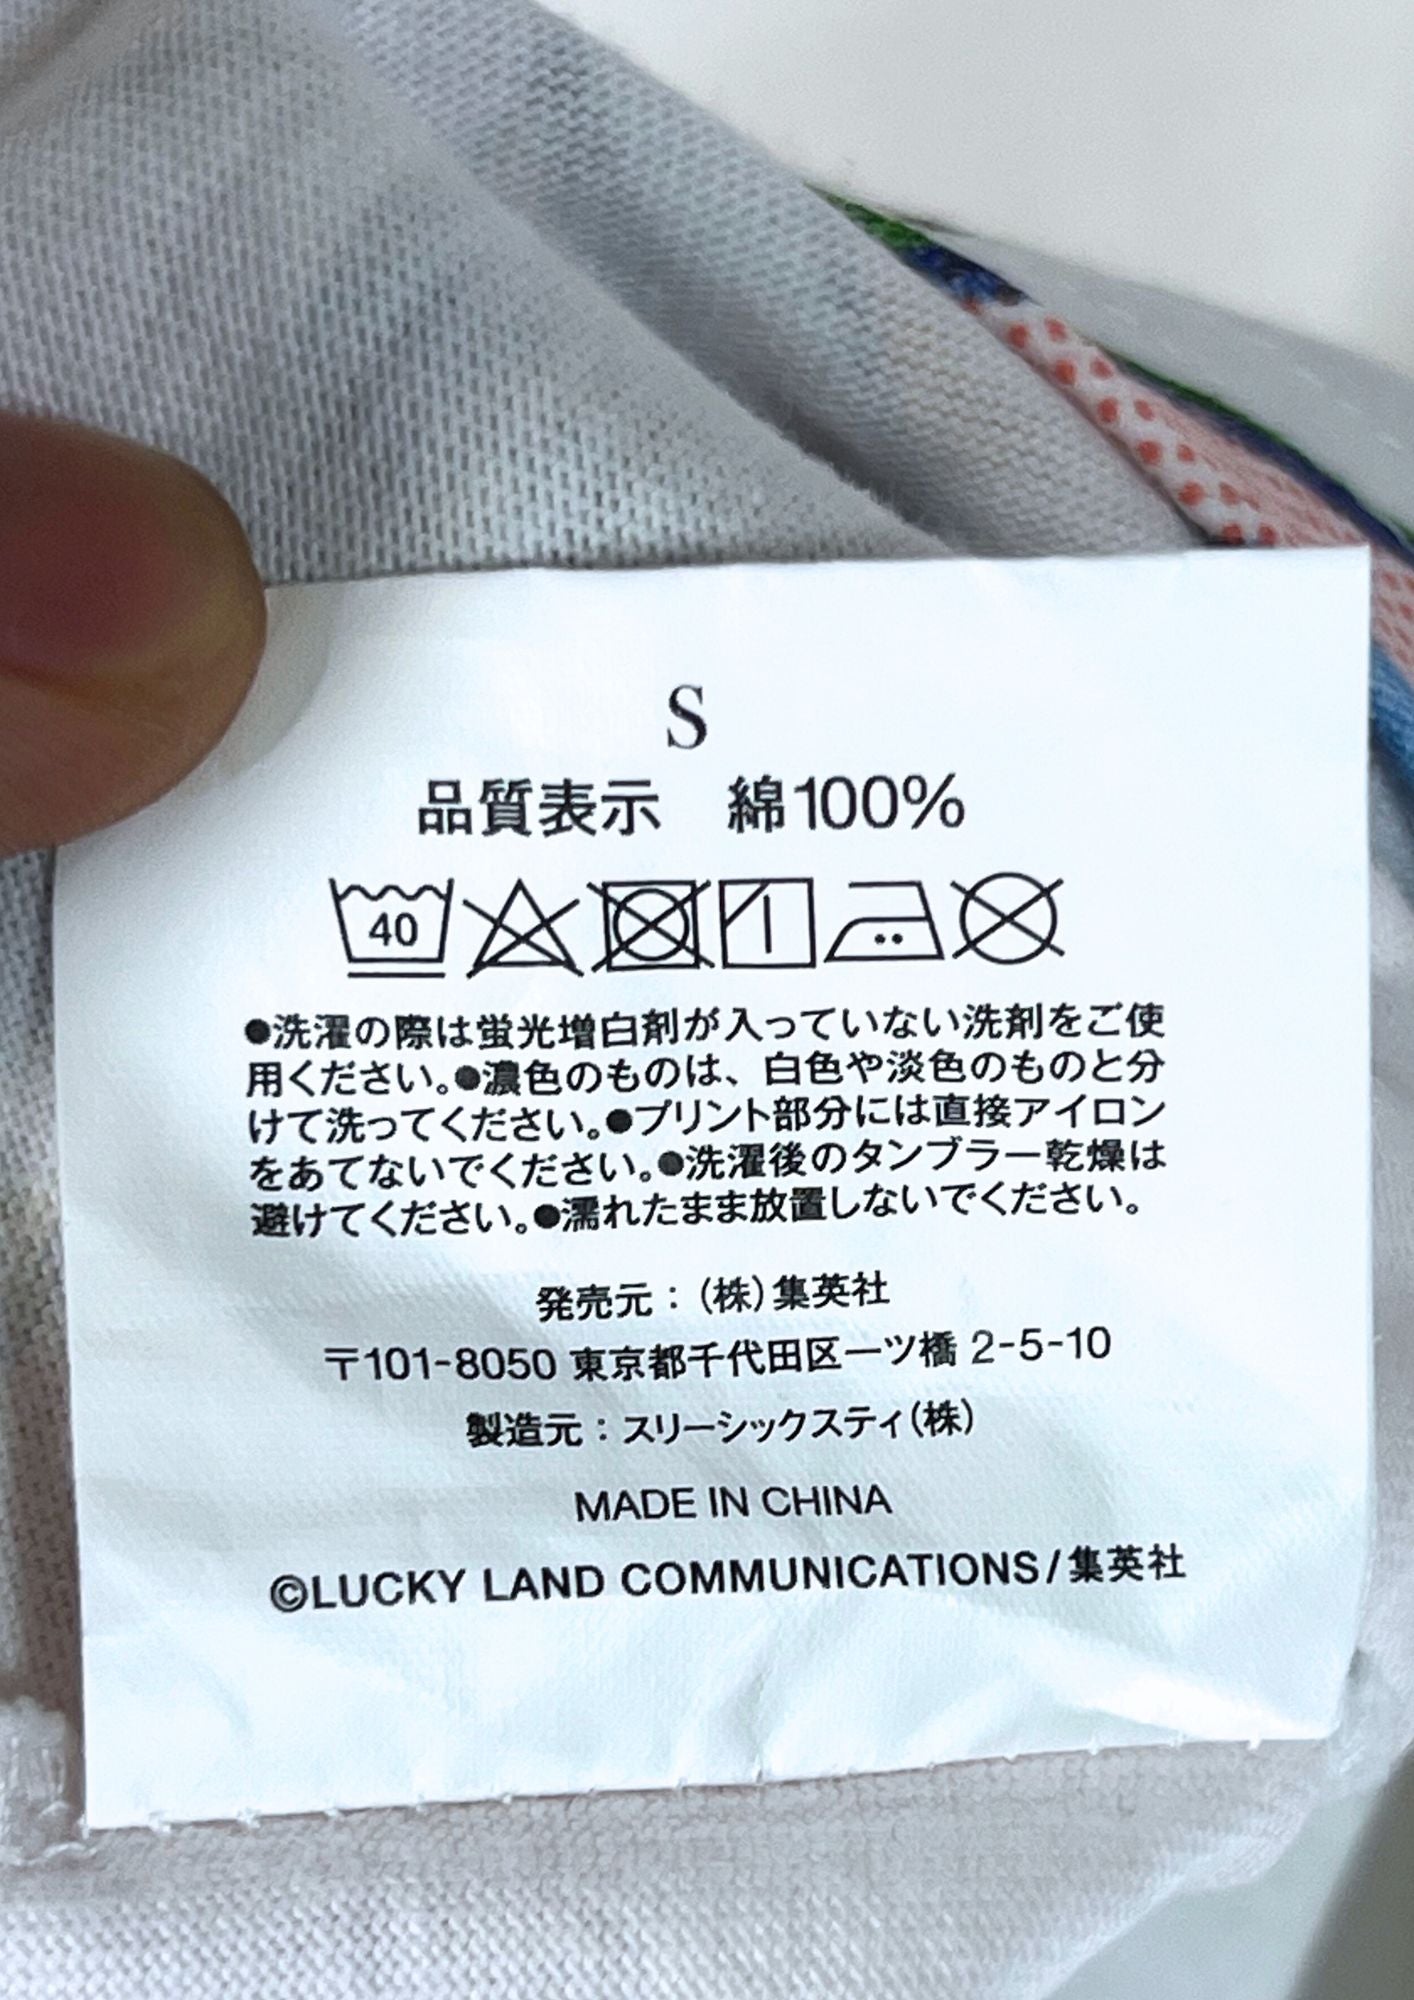 S
品質表示　綿100%
40
●洗濯の際は蛍光増白剤が入っていない洗剤をご使
用ください。●濃色のものは、白色や淡色のものと分
けて洗ってください。●プリント部分には直接アイロン
をあてないでください。●洗濯後のタンブラー乾燥は
避けてください。●濡れたまま放置しないでください。
発売元：(株)集英社
〒101-8050 東京都千代田区一ツ橋 2-5-10
製造元：スリーシックスティ(株)
MADE IN CHINA
©LUCKY LAND COMMUNICATIONS/集英社